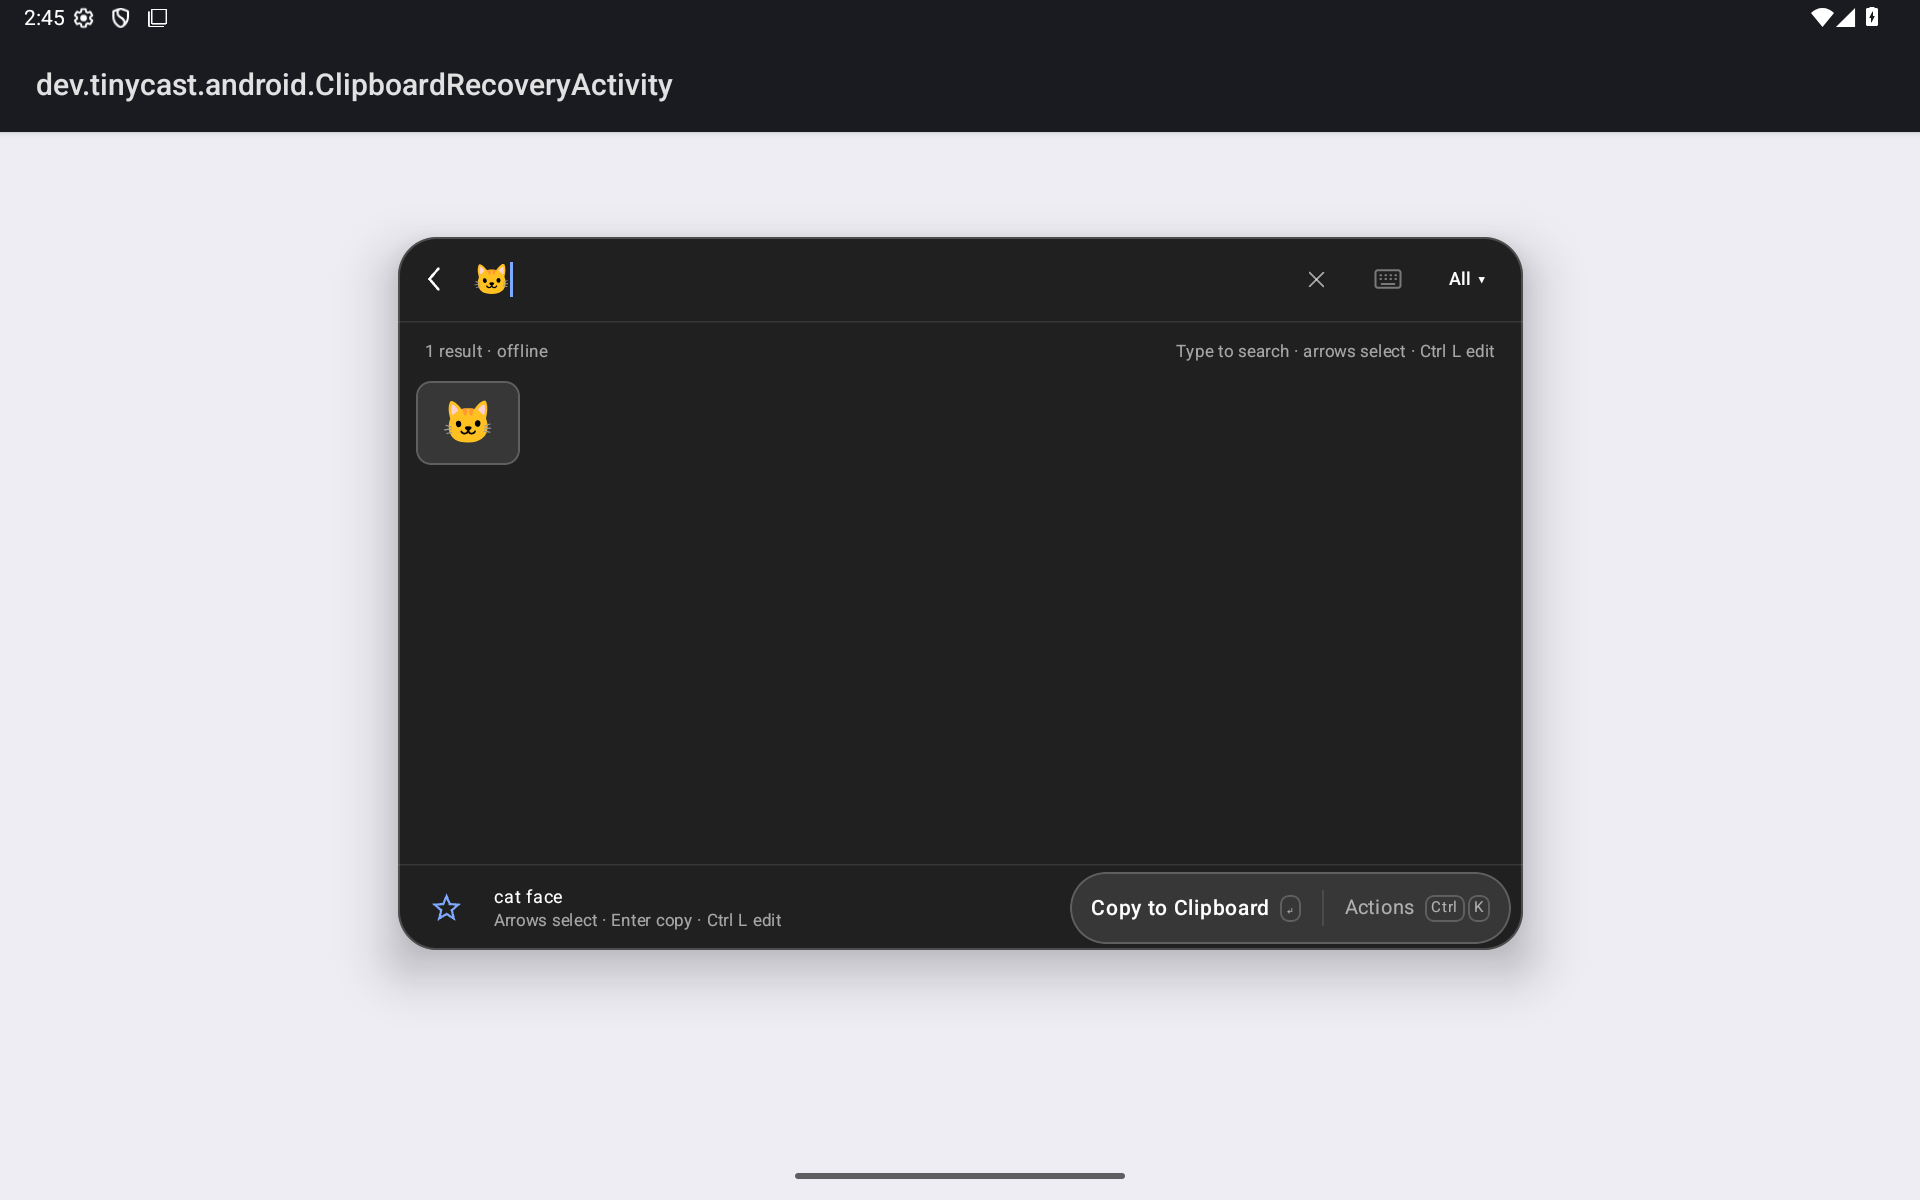 2:45
dev.tinycast.android.ClipboardRecoveryActivity
🐱
All ▾
1 result · offline
Type to search · arrows select · Ctrl L edit
🐱
cat face
Arrows select · Enter copy · Ctrl L edit
Copy to Clipboard ↵
Actions Ctrl K